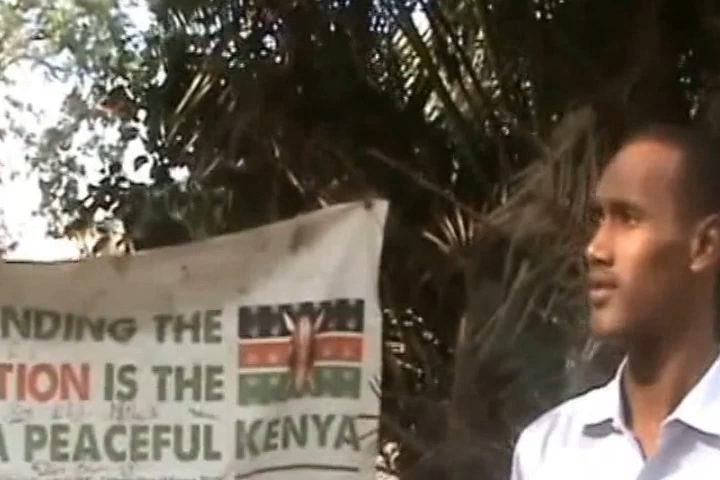 NDING THE
TION IS THE
A PEACEFUL KENYA